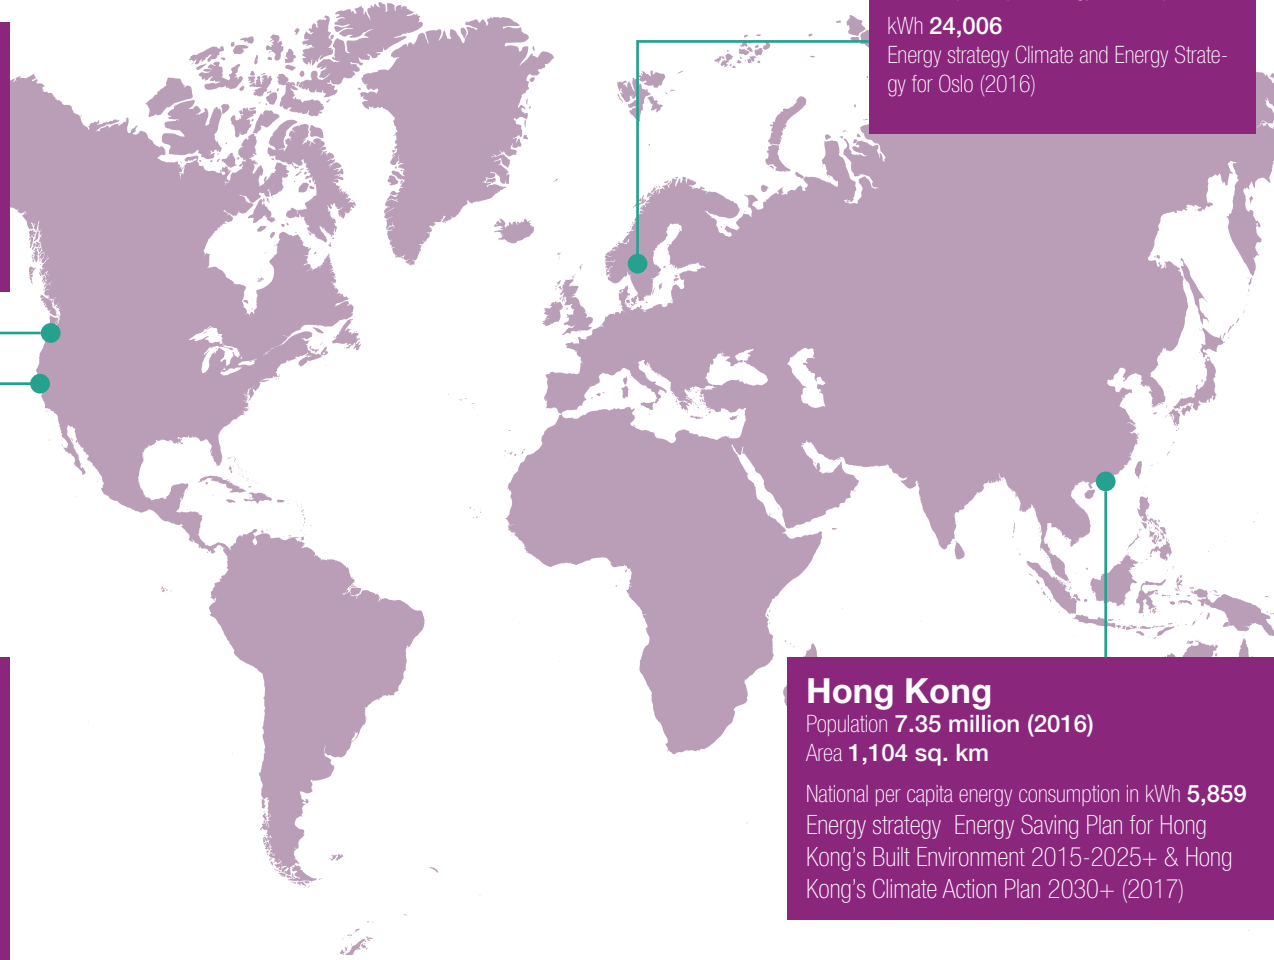 kWh 24,006
Energy strategy Climate and Energy Strate-
gy for Oslo (2016)
Hong Kong
Population 7.35 million (2016)
Area 1,104 sq. km
National per capita energy consumption in kWh 5,859
Energy strategy  Energy Saving Plan for Hong
Kong's Built Environment 2015-2025+ & Hong
Kong's Climate Action Plan 2030+ (2017)